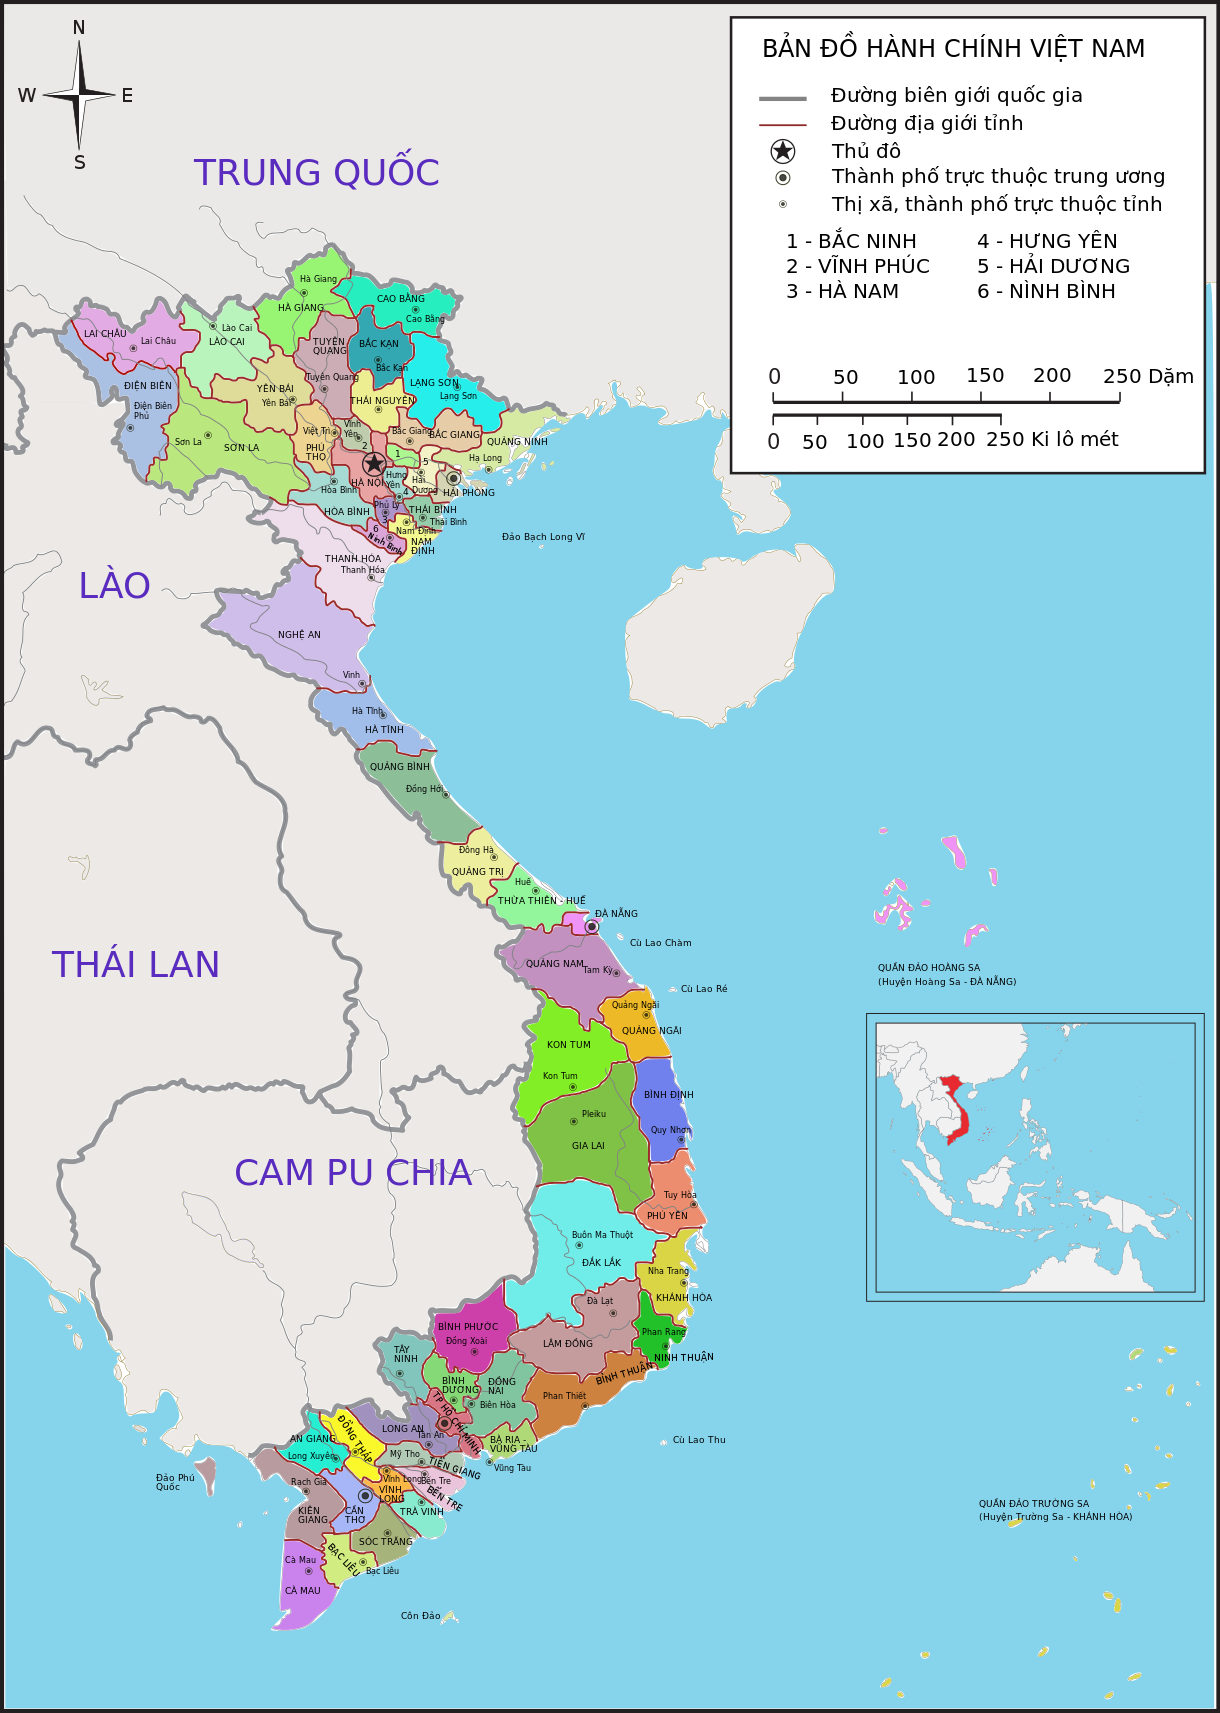 N
W E
S
BẢN ĐỒ HÀNH CHÍNH VIỆT NAM
Đường biên giới quốc gia
Đường địa giới tỉnh
Thủ đô
Thành phố trực thuộc trung ương
Thị xã, thành phố trực thuộc tỉnh
1 - BẮC NINH
2 - VĨNH PHÚC
3 - HÀ NAM
4 - HƯNG YÊN
5 - HẢI DƯƠNG
6 - NÌNH BÌNH
0 50 100 150 200 250 Dặm
0 50 100 150 200 250 Ki lô mét
TRUNG QUỐC
LÀO
THÁI LAN
CAM PU CHIA
Hà Giang
HÀ GIANG
CAO BẰNG
Cao Bằng
LAI CHÂU
Lai Châu
Lào Cai
LÀO CAI
TUYÊN
QUANG
Tuyên Quang
BẮC KẠN
Bắc Kạn
LẠNG SƠN
Lạng Sơn
ĐIỆN BIÊN
Điện Biên
Phủ
YÊN BÁI
Yên Bái
THÁI NGUYÊN
Sơn La
SƠN LA
Việt Trì
PHÚ
THỌ
Vĩnh
Yên
2
Bắc Giang
BẮC GIANG
QUẢNG NINH
Hạ Long
1
5
HÀ NỘI
Hưng
Yên
Hải
Dương
HẢI PHÒNG
4
Hòa Bình
HÒA BÌNH
Phủ Lý
3
THÁI BÌNH
Thái Bình
6
Ninh Bình
Nam Định
NAM
ĐỊNH
Đảo Bạch Long Vĩ
THANH HÓA
Thanh Hóa
NGHỆ AN
Vinh
Hà Tĩnh
HÀ TĨNH
QUẢNG BÌNH
Đồng Hới
Đông Hà
QUẢNG TRỊ
Huế
THỪA THIÊN - HUẾ
ĐÀ NẴNG
Cù Lao Chàm
QUẢNG NAM
Tam Kỳ
Cù Lao Ré
Quảng Ngãi
QUẢNG NGÃI
KON TUM
Kon Tum
BÌNH ĐỊNH
Quy Nhơn
Pleiku
GIA LAI
Tuy Hòa
PHÚ YÊN
Buôn Ma Thuột
ĐẮK LẮK
Nha Trang
KHÁNH HÒA
Đà Lạt
LÂM ĐỒNG
Phan Rang
NINH THUẬN
BÌNH THUẬN
Phan Thiết
BÌNH PHƯỚC
Đồng Xoài
TÂY
NINH
BÌNH
DƯƠNG
ĐỒNG
NAI
Biên Hòa
TP HỒ CHÍ MINH
BÀ RỊA -
VŨNG TÀU
Vũng Tàu
Cù Lao Thu
LONG AN
Tân An
ĐỒNG THÁP
AN GIANG
Long Xuyên
Mỹ Tho
TIỀN GIANG
Vĩnh Long
VĨNH
LONG
Bến Tre
BẾN TRE
TRÀ VINH
Đảo Phú
Quốc
Rạch Giá
KIÊN
GIANG
CẦN
THƠ
SÓC TRĂNG
BẠC LIÊU
Bạc Liêu
Cà Mau
CÀ MAU
Côn Đảo
QUẦN ĐẢO HOÀNG SA
(Huyện Hoàng Sa - ĐÀ NẴNG)
QUẦN ĐẢO TRƯỜNG SA
(Huyện Trường Sa - KHÁNH HÒA)